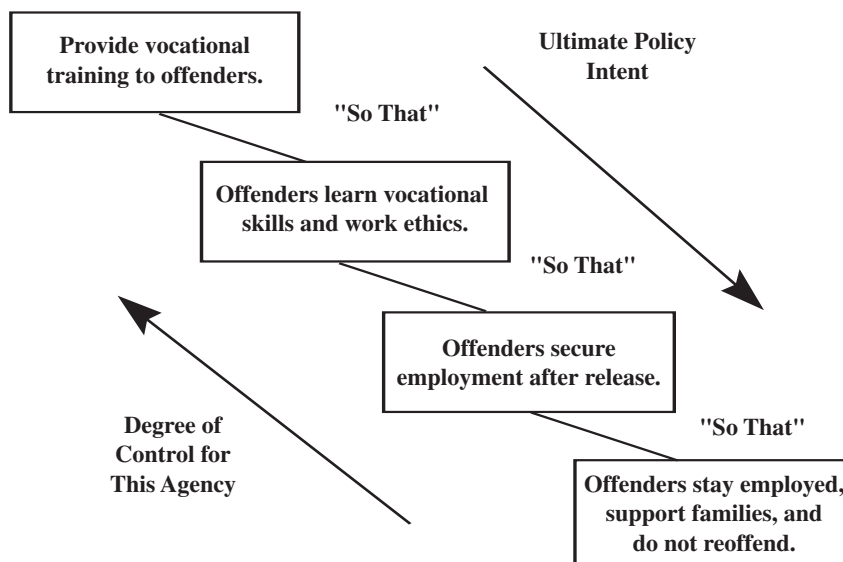 Provide vocational
training to offenders.
Ultimate Policy
Intent
"So That"
Offenders learn vocational
skills and work ethics.
"So That"
Offenders secure
employment after release.
Degree of
Control for
This Agency
"So That"
Offenders stay employed,
support families, and
do not reoffend.